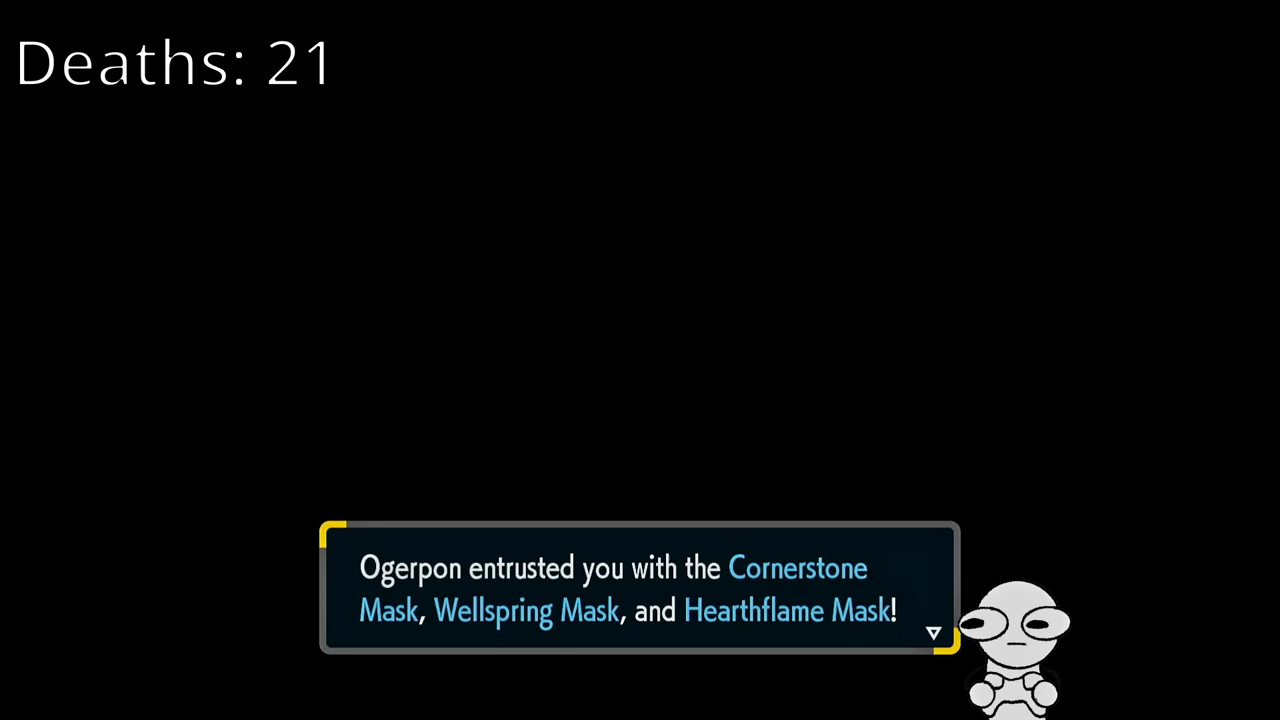 Deaths: 21
Ogerpon entrusted you with the Cornerstone
Mask, Wellspring Mask, and Hearthflame Mask!